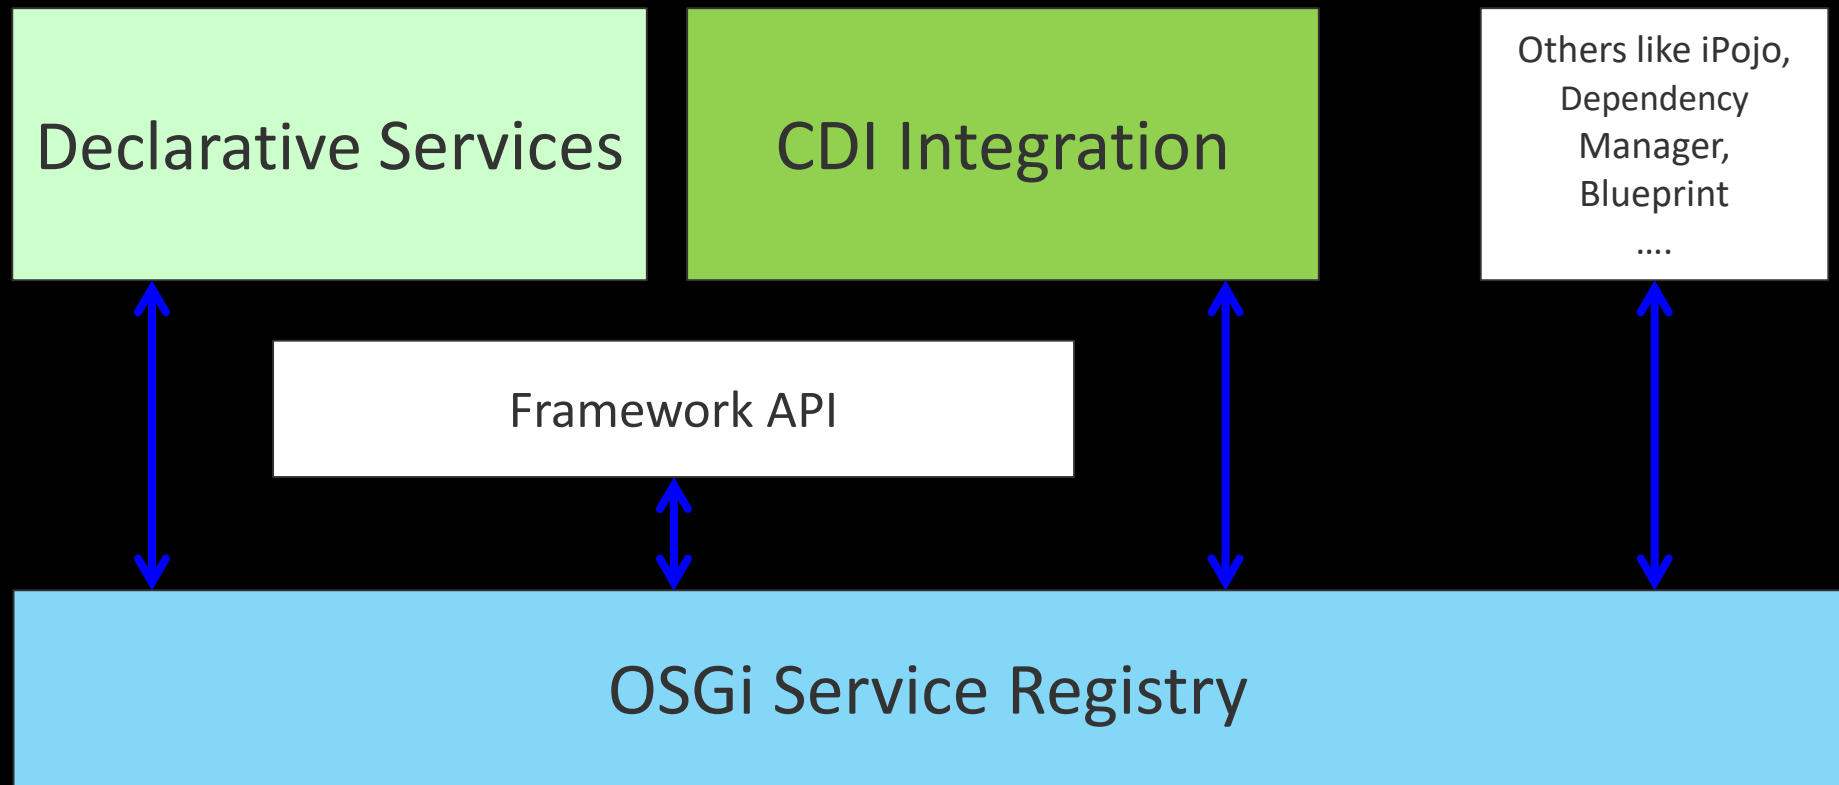 Declarative Services
CDI Integration
Others like iPojo,
Dependency
Manager,
Blueprint
....
Framework API
OSGi Service Registry